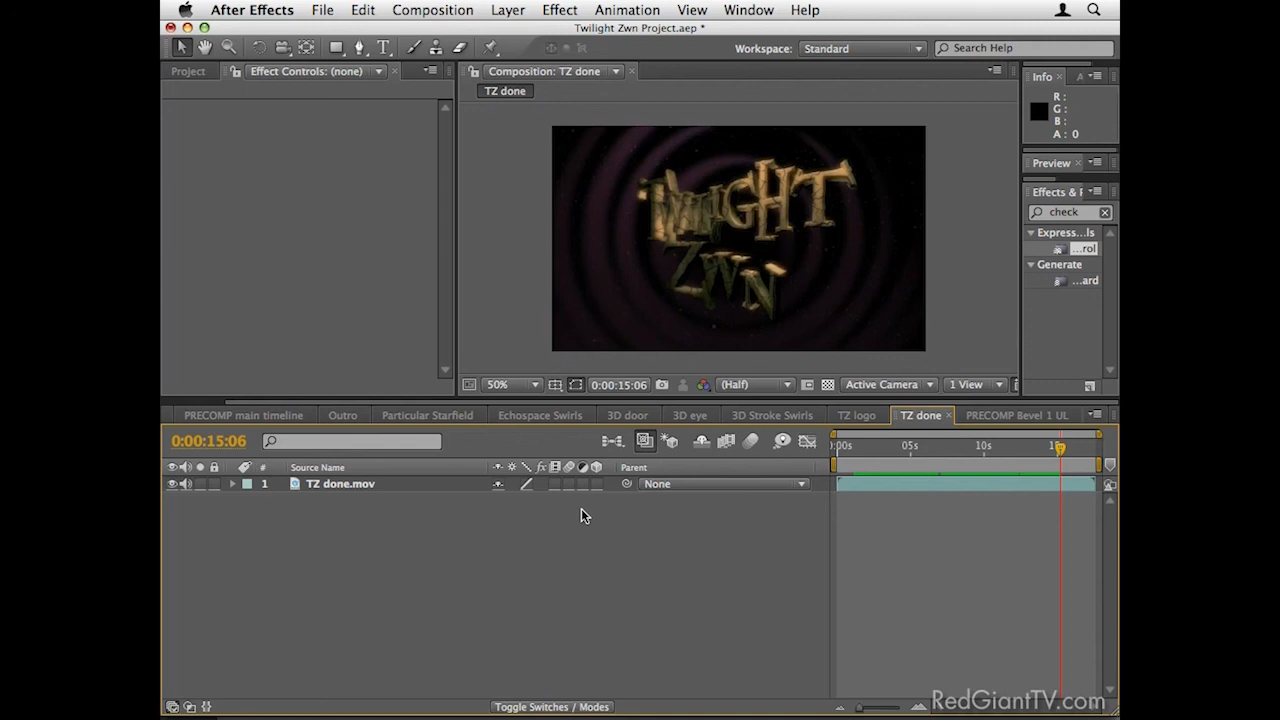 After Effects File Edit Composition Layer Effect Animation View Window Help
Twilight Zwn Project.aep *
Workspace: Standard Search Help
Project Effect Controls: (none) Composition: TZ done Info A
TZ done
R :
G :
B :
A : 0
TWILIGHT
ZWN
Preview
Effects & F
check
Express...ls
...rol
Generate
...ard
50% 0:00:15:06 (Half) Active Camera 1 View
PRECOMP main timeline Outro Particular Starfield Echospace Swirls 3D door 3D eye 3D Stroke Swirls TZ logo TZ done PRECOMP Bevel 1 UL
0:00:15:06 :00s 05s 10s 15
# Source Name fx Parent
1 TZ done.mov None
Toggle Switches / Modes
RedGiantTV.com